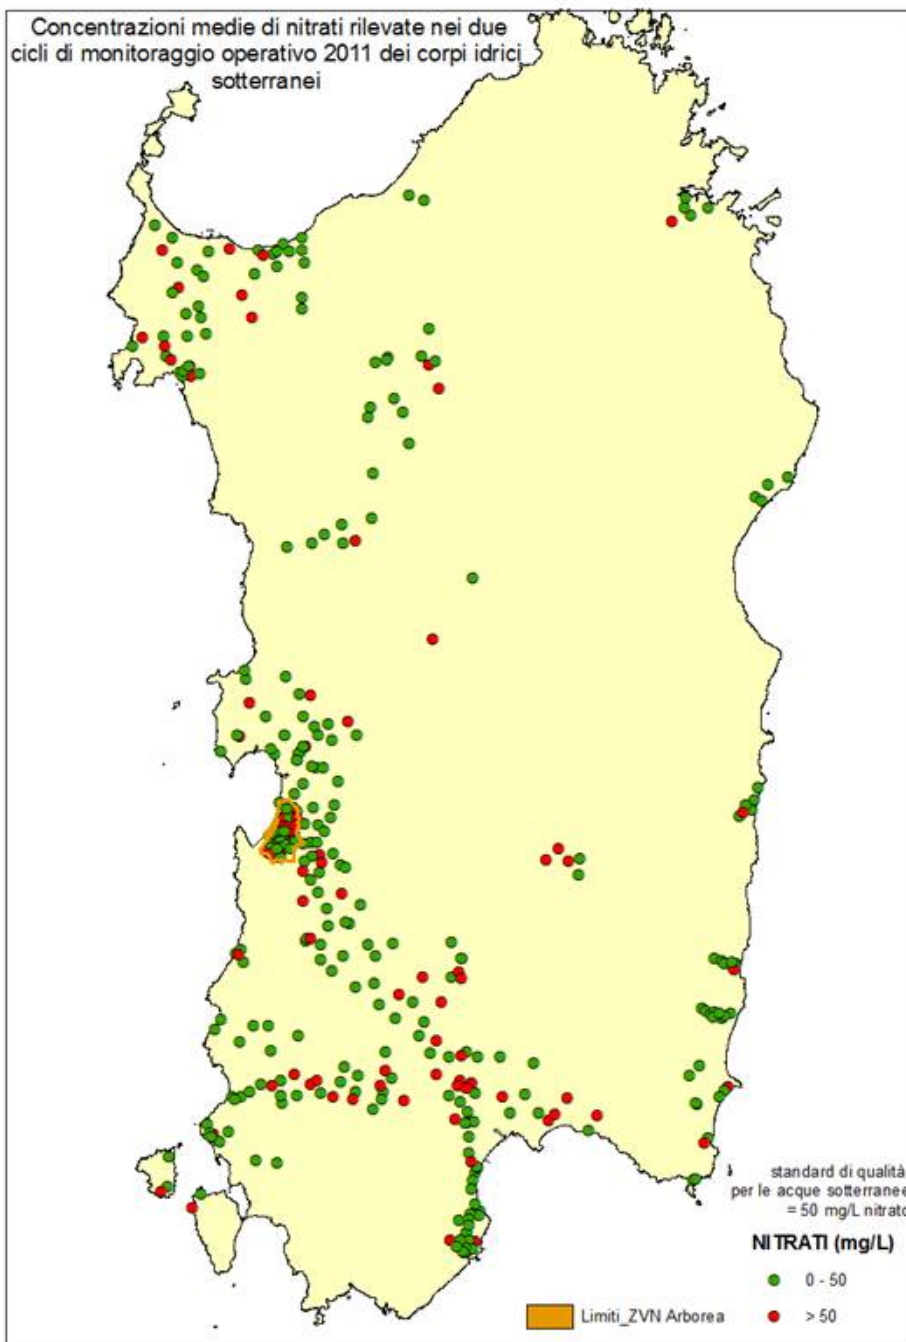 Concentrazioni medie di nitrati rilevate nei due
cicli di monitoraggio operativo 2011 dei corpi idrici
sotterranei
standard di qualità
per le acque sotterranee
= 50 mg/L nitrato
NITRATI (mg/L)
0 - 50
Limiti_ZVN Arborea
> 50